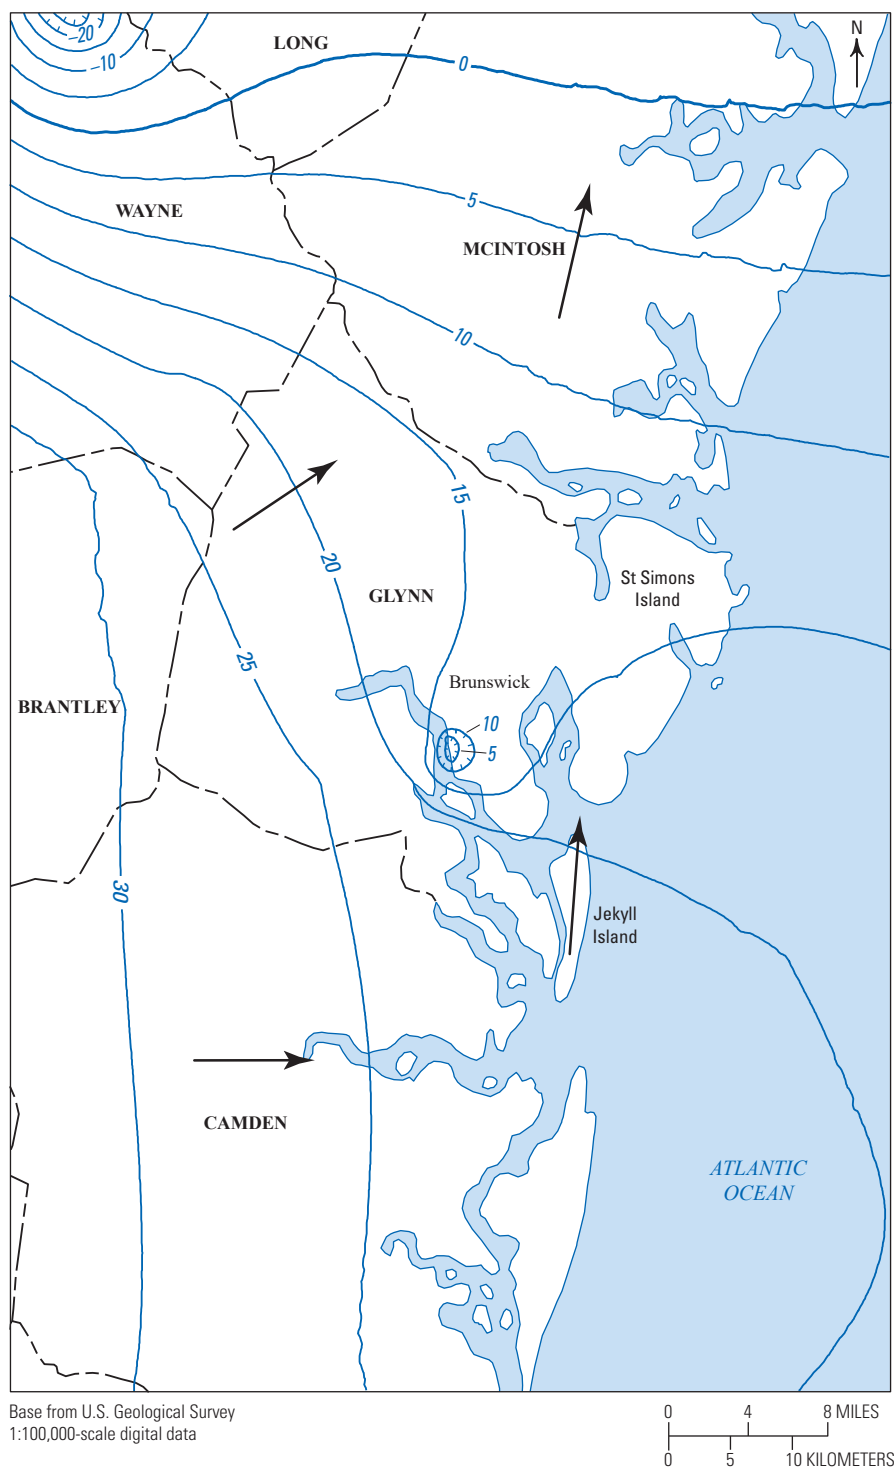 –20
–10
LONG
0
N
WAYNE
5
MCINTOSH
10
15
20
GLYNN
St Simons
Island
25
BRANTLEY
Brunswick
10
5
30
Jekyll
Island
CAMDEN
ATLANTIC
OCEAN
Base from U.S. Geological Survey
1:100,000-scale digital data
0 4 8 MILES
0 5 10 KILOMETERS